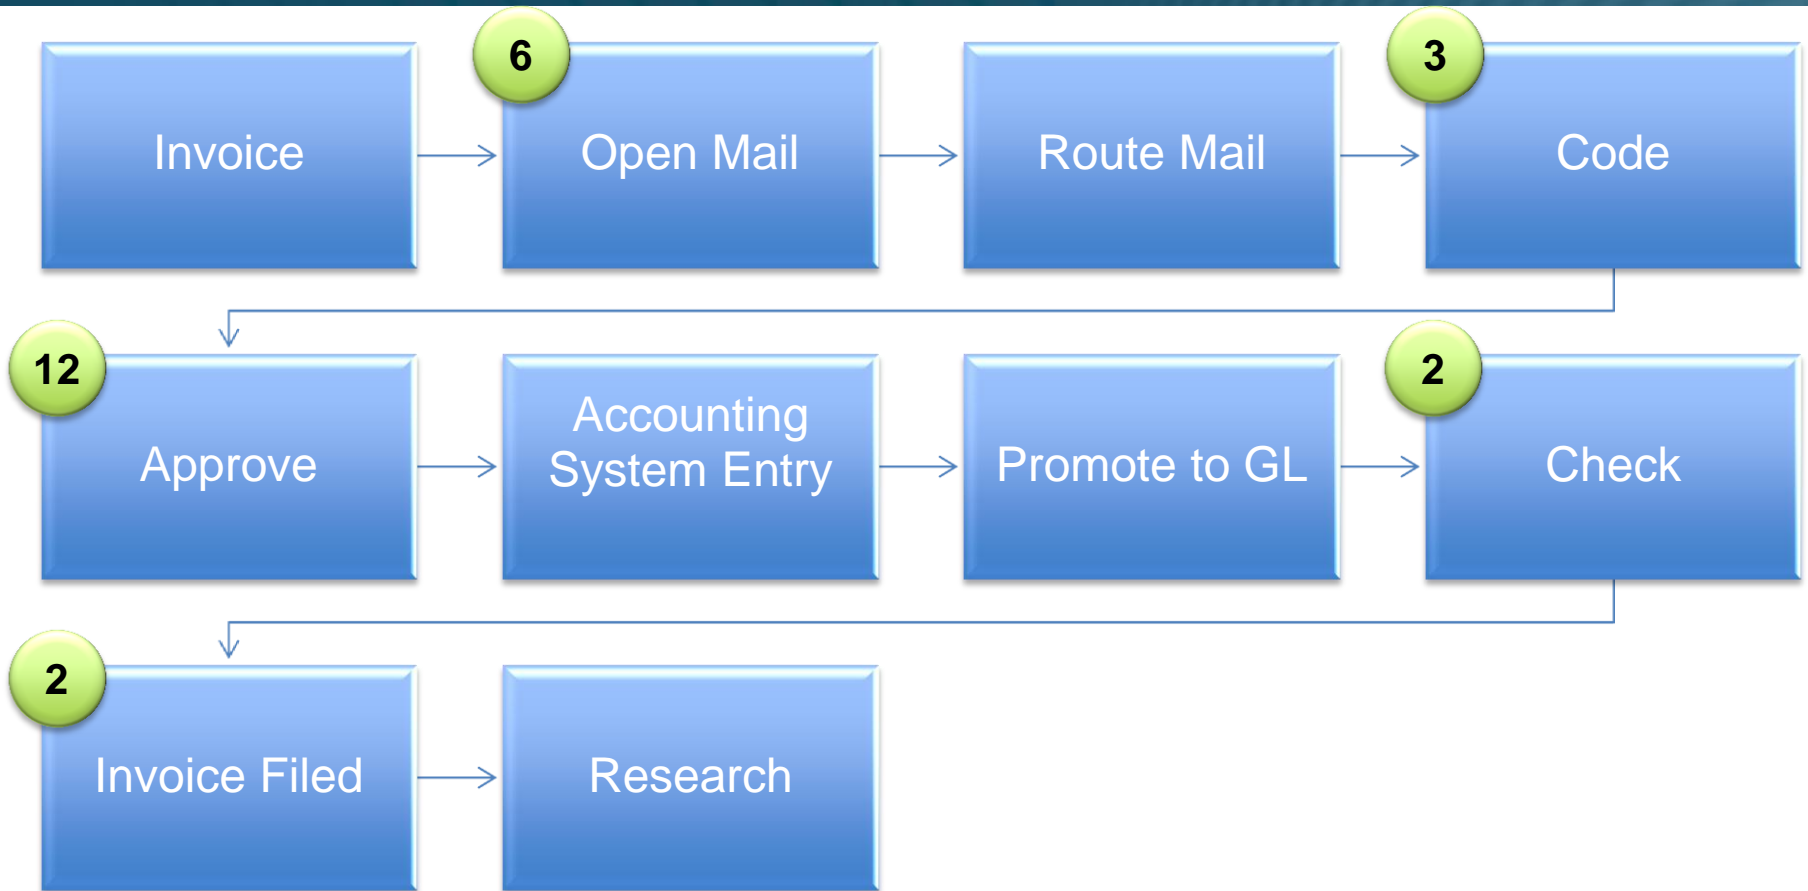 Invoice
6
Open Mail
Route Mail
3
Code
12
Approve
Accounting
System Entry
Promote to GL
2
Check
2
Invoice Filed
Research